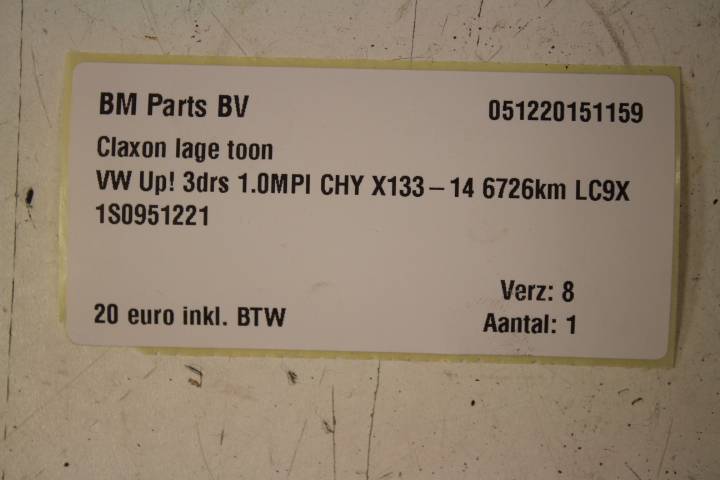 BM Parts BV 051220151159
Claxon lage toon
VW Up! 3drs 1.0MPI CHY X133-14 6726km LC9X
1S0951221
Verz: 8
20 euro inkl. BTW Aantal: 1